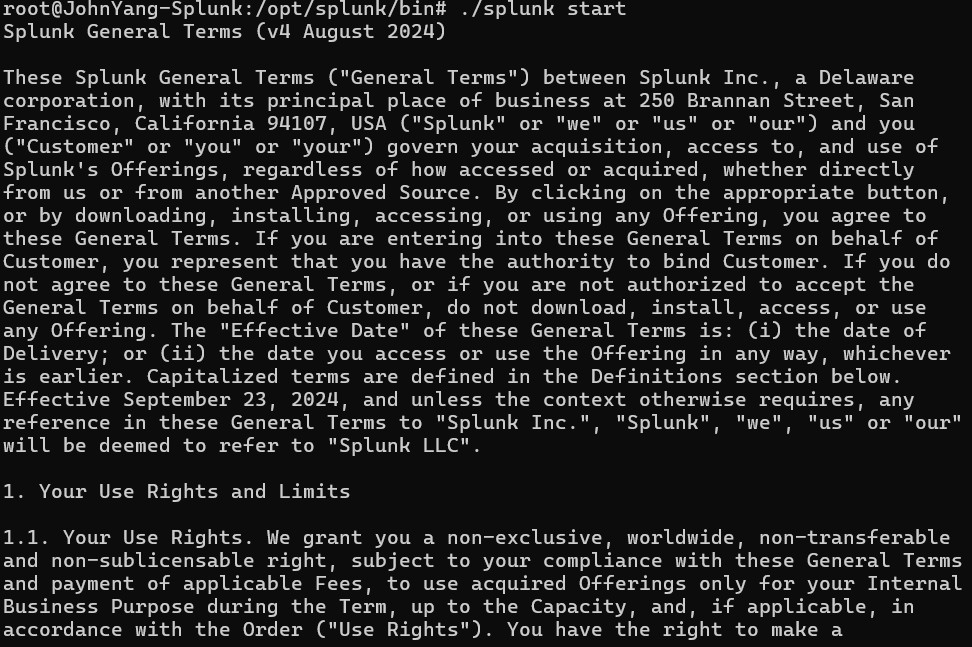 root@JohnYang-Splunk:/opt/splunk/bin# ./splunk start
Splunk General Terms (v4 August 2024)
These Splunk General Terms ("General Terms") between Splunk Inc., a Delaware
corporation, with its principal place of business at 250 Brannan Street, San
Francisco, California 94107, USA ("Splunk" or "we" or "us" or "our") and you
("Customer" or "you" or "your") govern your acquisition, access to, and use of
Splunk's Offerings, regardless of how accessed or acquired, whether directly
from us or from another Approved Source. By clicking on the appropriate button,
or by downloading, installing, accessing, or using any Offering, you agree to
these General Terms. If you are entering into these General Terms on behalf of
Customer, you represent that you have the authority to bind Customer. If you do
not agree to these General Terms, or if you are not authorized to accept the
General Terms on behalf of Customer, do not download, install, access, or use
any Offering. The "Effective Date" of these General Terms is: (i) the date of
Delivery; or (ii) the date you access or use the Offering in any way, whichever
is earlier. Capitalized terms are defined in the Definitions section below.
Effective September 23, 2024, and unless the context otherwise requires, any
reference in these General Terms to "Splunk Inc.", "Splunk", "we", "us" or "our"
will be deemed to refer to "Splunk LLC".
1. Your Use Rights and Limits
1.1. Your Use Rights. We grant you a non-exclusive, worldwide, non-transferable
and non-sublicensable right, subject to your compliance with these General Terms
and payment of applicable Fees, to use acquired Offerings only for your Internal
Business Purpose during the Term, up to the Capacity, and, if applicable, in
accordance with the Order ("Use Rights"). You have the right to make a